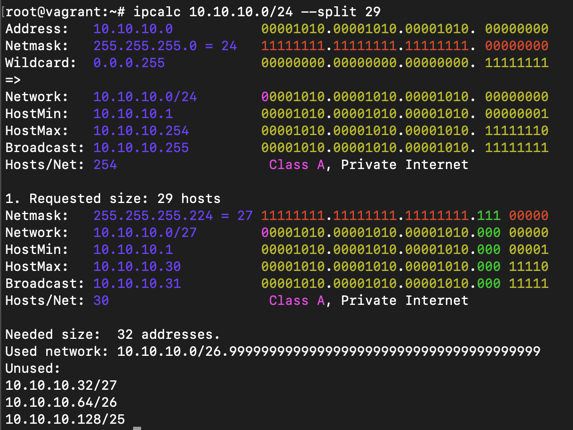 [root@vagrant:~# ipcalc 10.10.10.0/24 --split 29
Address: 10.10.10.0 00001010.00001010.00001010. 00000000
Netmask: 255.255.255.0 = 24 11111111.11111111.11111111. 00000000
Wildcard: 0.0.0.255 00000000.00000000.00000000. 11111111
=>
Network: 10.10.10.0/24 00001010.00001010.00001010. 00000000
HostMin: 10.10.10.1 00001010.00001010.00001010. 00000001
HostMax: 10.10.10.254 00001010.00001010.00001010. 11111110
Broadcast: 10.10.10.255 00001010.00001010.00001010. 11111111
Hosts/Net: 254 Class A, Private Internet
1. Requested size: 29 hosts
Netmask: 255.255.255.224 = 27 11111111.11111111.11111111.111 00000
Network: 10.10.10.0/27 00001010.00001010.00001010.000 00000
HostMin: 10.10.10.1 00001010.00001010.00001010.000 00001
HostMax: 10.10.10.30 00001010.00001010.00001010.000 11110
Broadcast: 10.10.10.31 00001010.00001010.00001010.000 11111
Hosts/Net: 30 Class A, Private Internet
Needed size: 32 addresses.
Used network: 10.10.10.0/26.9999999999999999999999999999999999999
Unused:
10.10.10.32/27
10.10.10.64/26
10.10.10.128/25